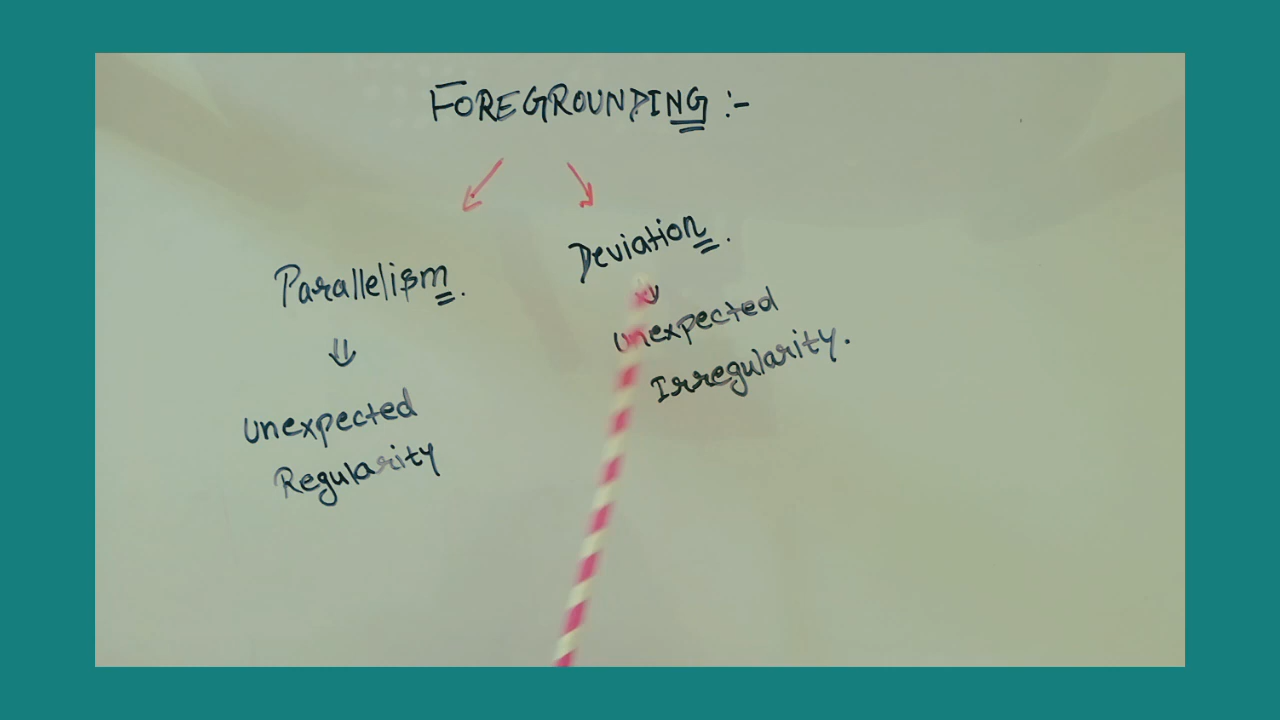 FOREGROUNDING :-
Parallelism.
Unexpected
Regularity
Deviation.
Unexpected
Irregularity.